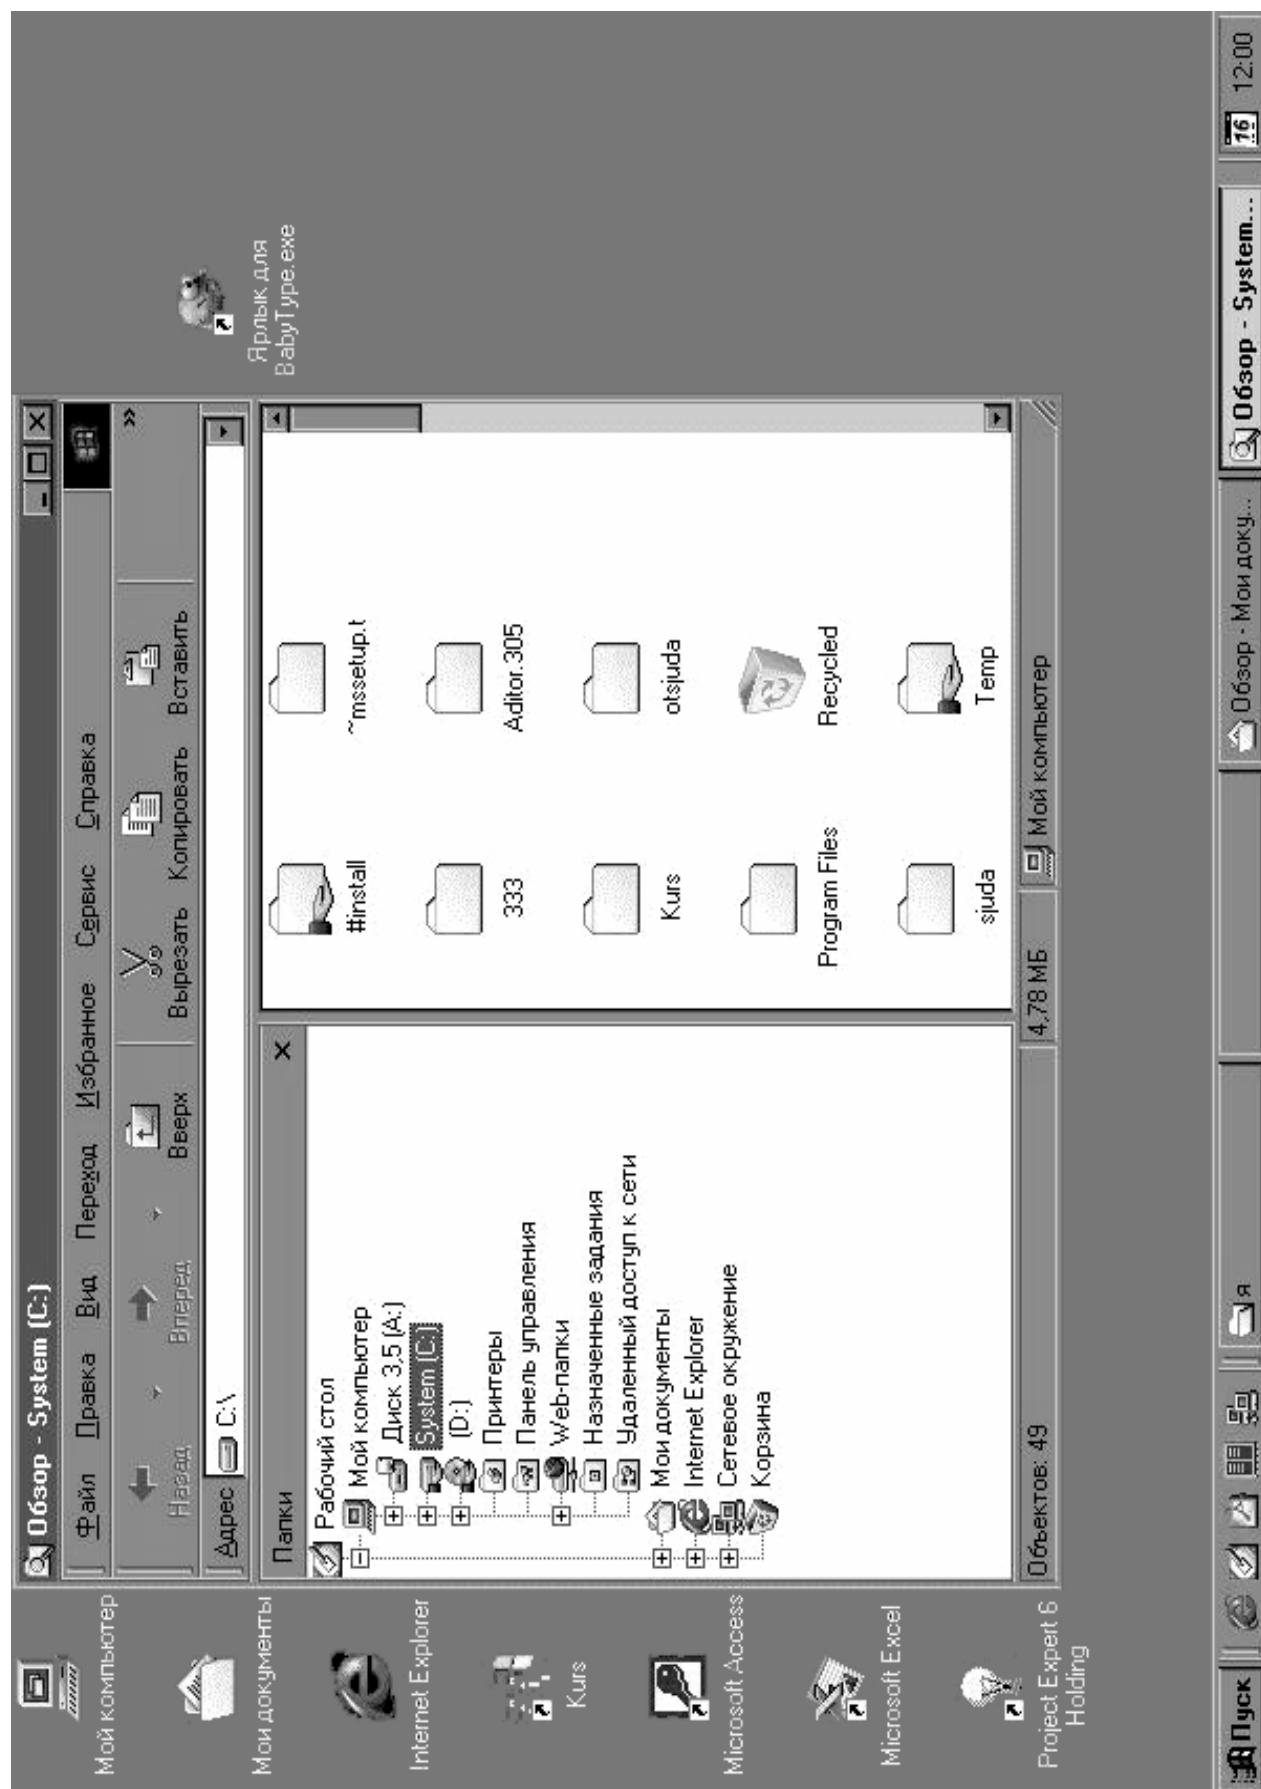 Мой компьютер
Мои документы
Internet Explorer
Kurs
Microsoft Access
Microsoft Excel
Project Expert 6
Holding
Обзор - System (C:)
Файл Правка Вид Переход Избранное Сервис Справка
Назад Вперед Вверх Вырезать Копировать Вставить »
Адрес C:\
Папки
Рабочий стол
Мой компьютер
Диск 3,5 (A:)
System (C:)
(D:)
Принтеры
Панель управления
Web-папки
Назначенные задания
Удаленный доступ к сети
Мои документы
Internet Explorer
Сетевое окружение
Корзина
#install ~mssetup.t
333 Aditor.305
Kurs otsjuda
Program Files Recycled
sjuda Temp
Объектов: 49 4,78 МБ Мой компьютер
Ярлык для
BabyType.exe
Пуск я Обзор - Мои доку... Обзор - System... 16 12:00